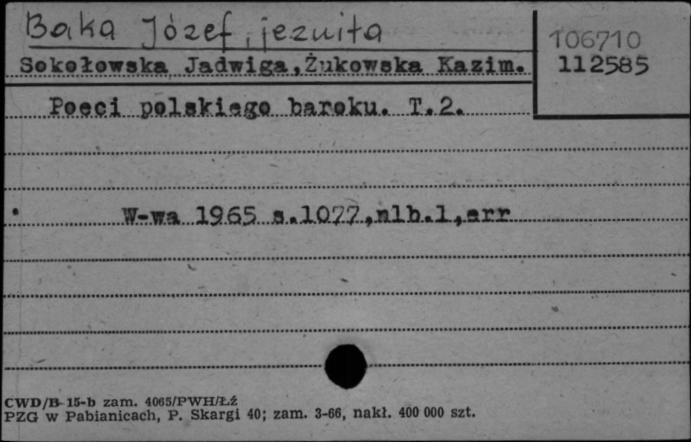 Baka Józef, jezuita
106710
Sokołowska Jadwiga, Żukowska Kazim.
112585
Poeci polskiego baroku. T.2.
W-wa 1965 s.1077,nlb.1,err
CWD/B-15-b zam. 4065/PWH/Łź
PZG w Pabianicach, P. Skargi 40; zam. 3-66, nakł. 400 000 szt.